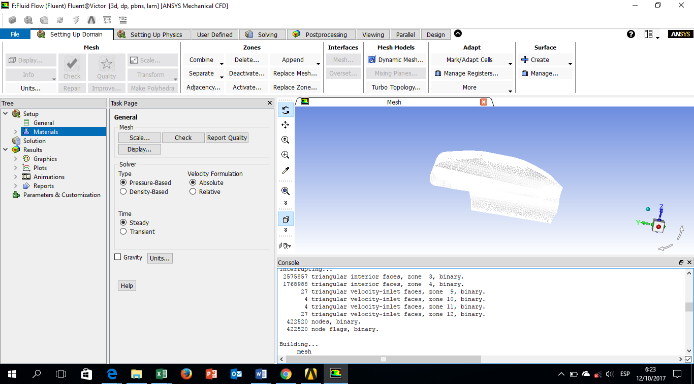 F:Fluid Flow (Fluent) Fluent@Victor [3d, dp, pbns, lam] [ANSYS Mechanical CFD]
File Setting Up Domain Setting Up Physics User Defined Solving Postprocessing Viewing Parallel Design ANSYS
Mesh Zones Interfaces Mesh Models Adapt Surface
Display... Scale... Combine Delete... Append Mesh... Dynamic Mesh... Mark/Adapt Cells Create
Info Check Quality Transform Separate Deactivate... Replace Mesh... Overset... Mixing Planes... Manage Registers... Manage...
Units... Repair Improve... Make Polyhedra Adjacency... Activate... Replace Zone... Turbo Topology... More
Tree Task Page Mesh
Setup
General
Materials
Solution
Results
Graphics
Plots
Animations
Reports
Parameters & Customization
General
Mesh
Scale... Check Report Quality
Display...
Solver
Type Velocity Formulation
Pressure-Based Absolute
Density-Based Relative
Time
Steady
Transient
Gravity Units...
Help
Z
Y
Console
Interrupting...
2575857 triangular interior faces, zone 3, binary.
1768988 triangular interior faces, zone 4, binary.
27 triangular velocity-inlet faces, zone 9, binary.
4 triangular velocity-inlet faces, zone 10, binary.
4 triangular velocity-inlet faces, zone 11, binary.
27 triangular velocity-inlet faces, zone 12, binary.
422520 nodes, binary.
422520 node flags, binary.
Building...
mesh
ESP
0:23
12/10/2017